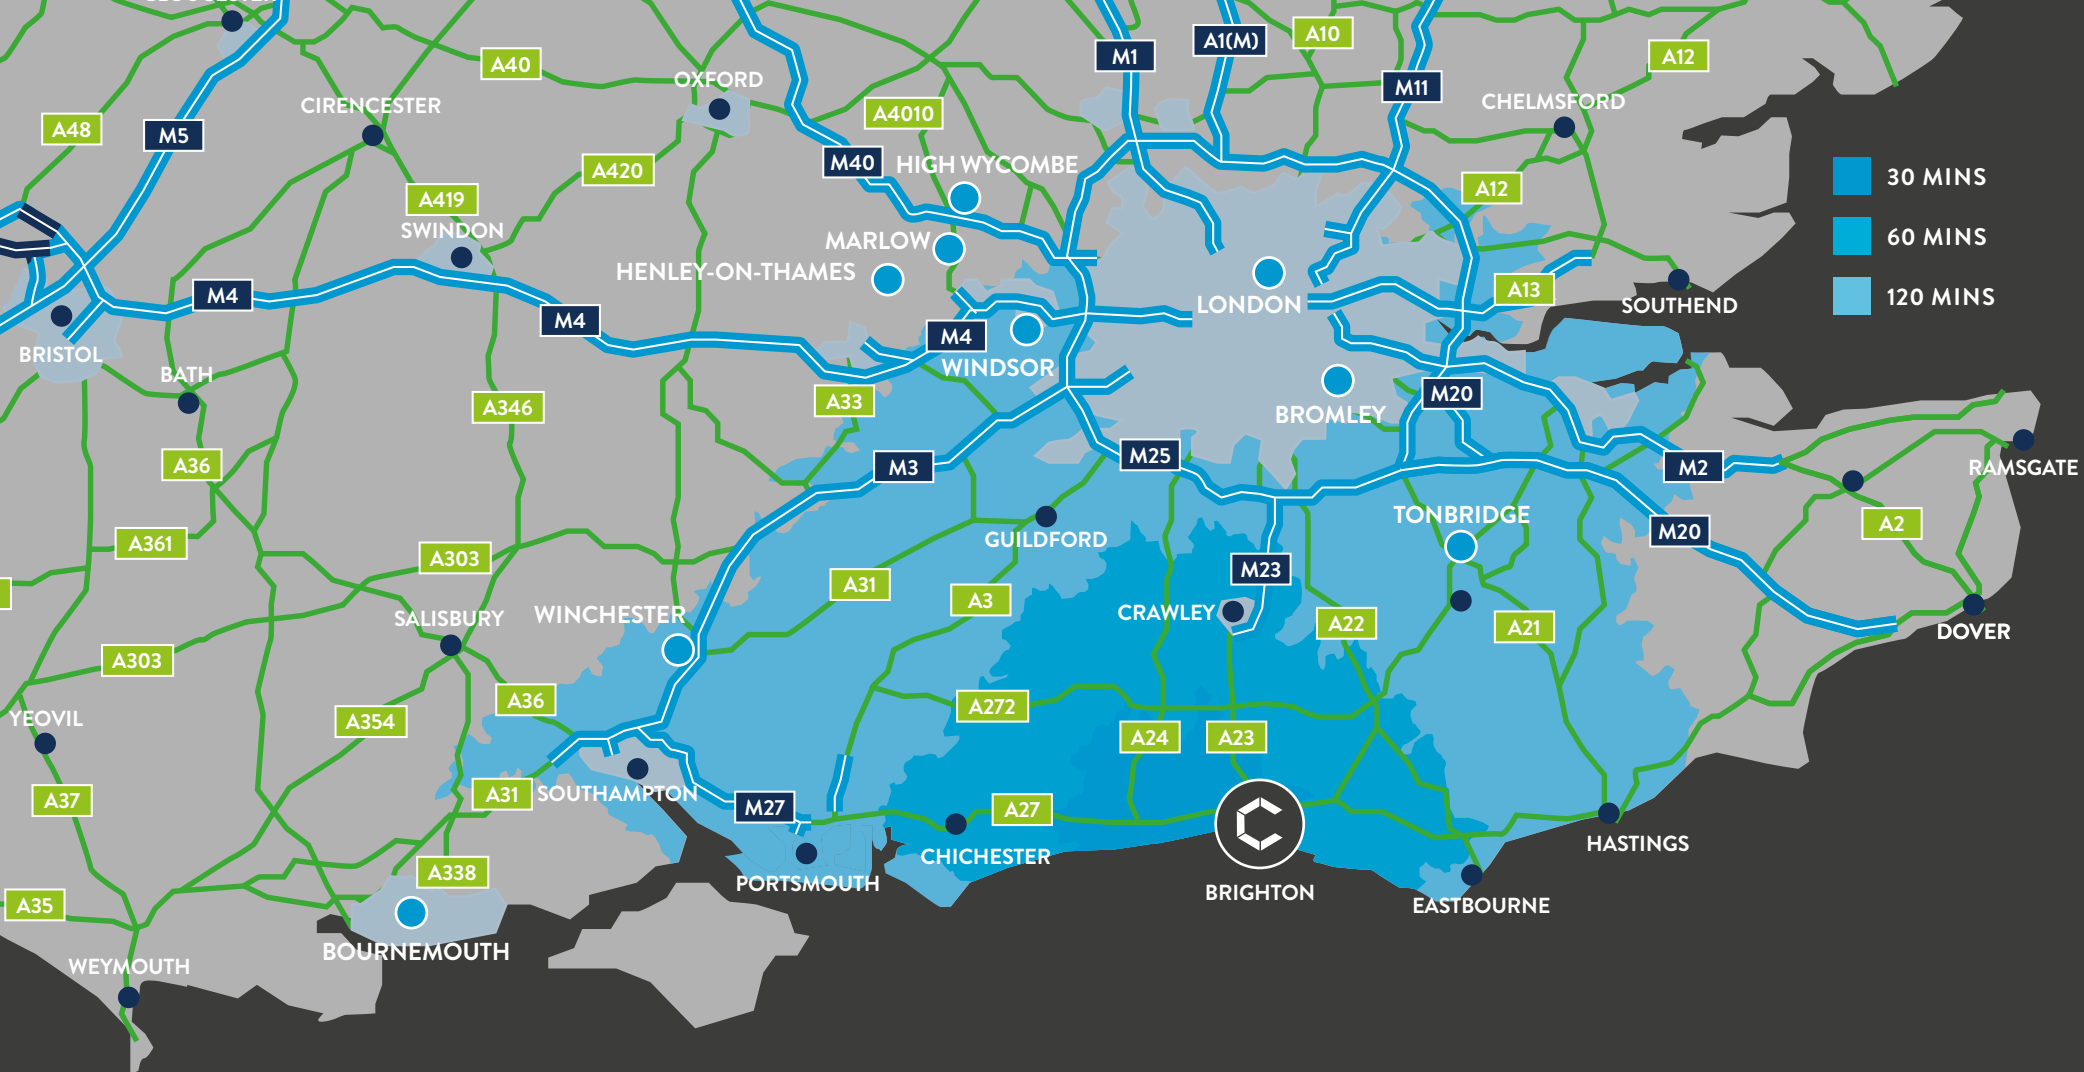 M1
A1(M)
A10
A12
A40
M11
OXFORD
CIRENCESTER
CHELMSFORD
A4010
A48
M5
M40
HIGH WYCOMBE
A420
30 MINS
A419
A12
SWINDON
MARLOW
60 MINS
HENLEY-ON-THAMES
M4
LONDON
A13
SOUTHEND
120 MINS
M4
M4
BRISTOL
WINDSOR
BATH
A346
A33
BROMLEY
M20
A36
M3
M25
M2
RAMSGATE
A361
A303
GUILDFORD
TONBRIDGE
M20
A2
A31
A3
M23
SALISBURY
WINCHESTER
CRAWLEY
A22
A21
DOVER
A303
A36
A272
YEOVIL
A354
A24
A23
A37
A31
SOUTHAMPTON
M27
A27
CHICHESTER
HASTINGS
A338
PORTSMOUTH
BRIGHTON
A35
EASTBOURNE
BOURNEMOUTH
WEYMOUTH